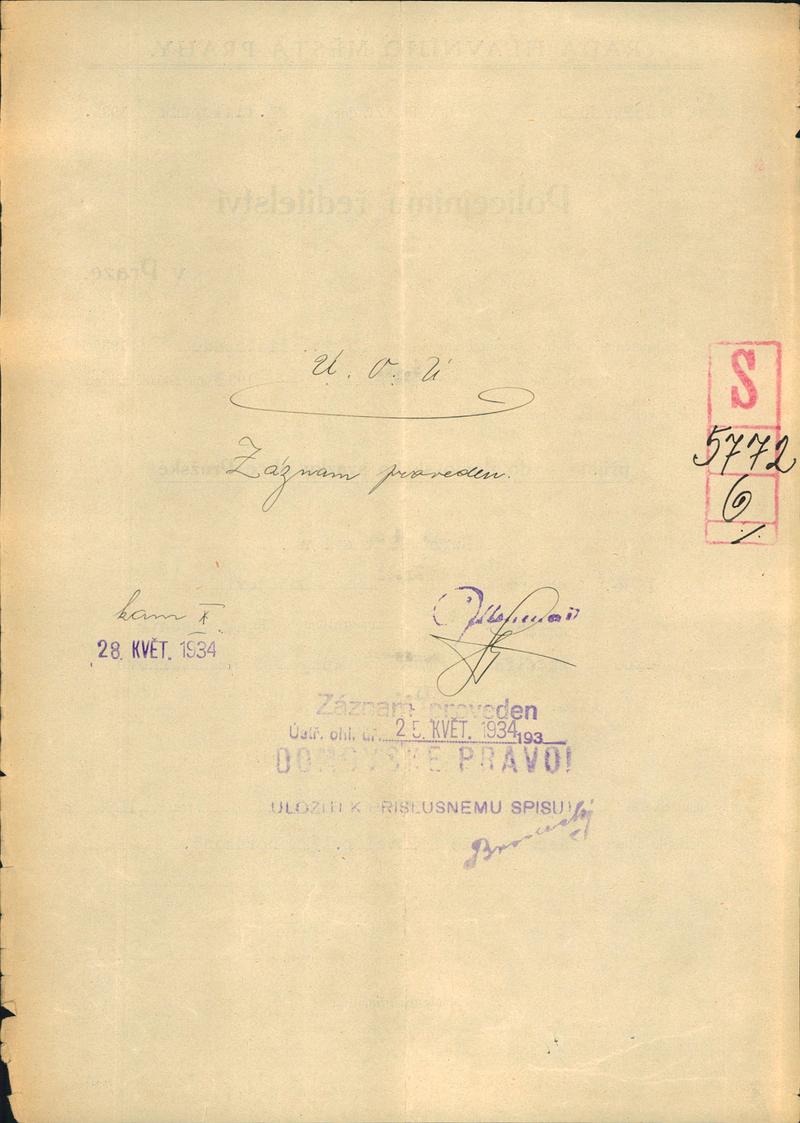 Ú. O. Ú
Záznam proveden.
S
5772
6
./.
kam X
28. KVĚT. 1934
Záznam proveden
Ústř. ohl. úř. 25. KVĚT. 1934 193
DOMOVSKÉ PRÁVO!
ULOŽITI K PŘÍSLUŠNÉMU SPISU!